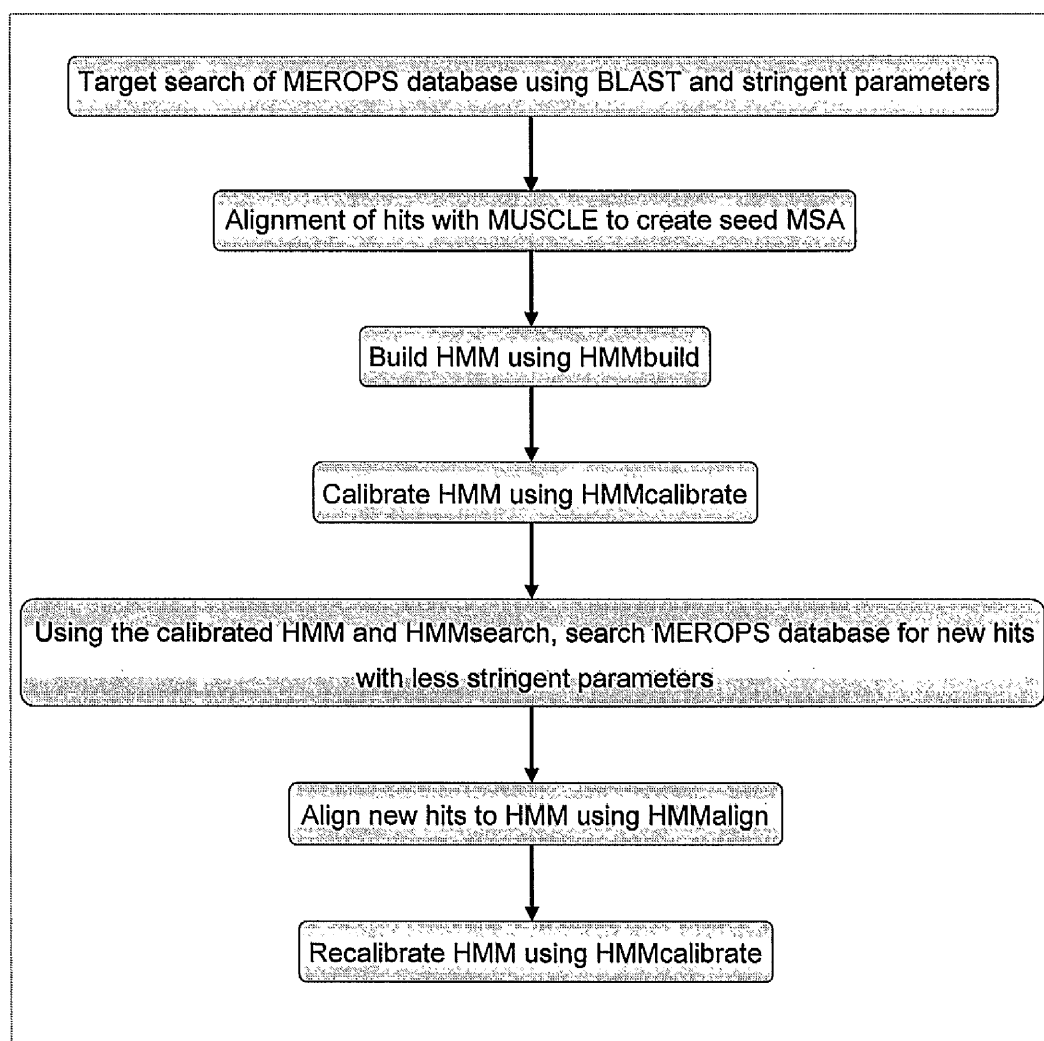 Target search of MEROPS database using BLAST and stringent parameters
Alignment of hits with MUSCLE to create seed MSA
Build HMM using HMMbuild
Calibrate HMM using HMMcalibrate
Using the calibrated HMM and HMMsearch, search MEROPS database for new hits
with less stringent parameters
Align new hits to HMM using HMMalign
Recalibrate HMM using HMMcalibrate